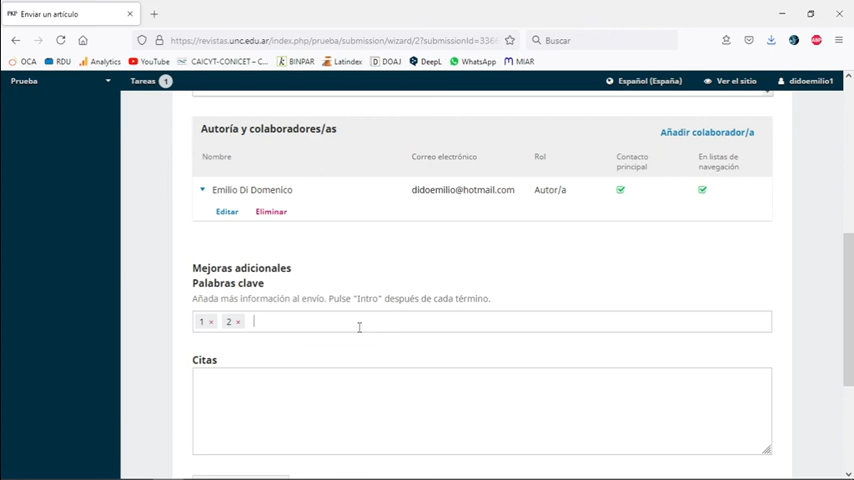 PKP Enviar un artículo × +
https://revistas.unc.edu.ar/index.php/prueba/submission/wizard/2?submissionId=3366 Buscar
OCA RDU Analytics YouTube CAICYT-CONICET – C... BINPAR Latindex DOAJ DeepL WhatsApp MIAR
Prueba Tareas 1 Español (España) Ver el sitio didoemilio1
Autoría y colaboradores/as Añadir colaborador/a
Nombre Correo electrónico Rol Contacto principal En listas de navegación
Emilio Di Domenico didoemilio@hotmail.com Autor/a
Editar Eliminar
Mejoras adicionales
Palabras clave
Añada más información al envío. Pulse "Intro" después de cada término.
1 × 2 ×
Citas